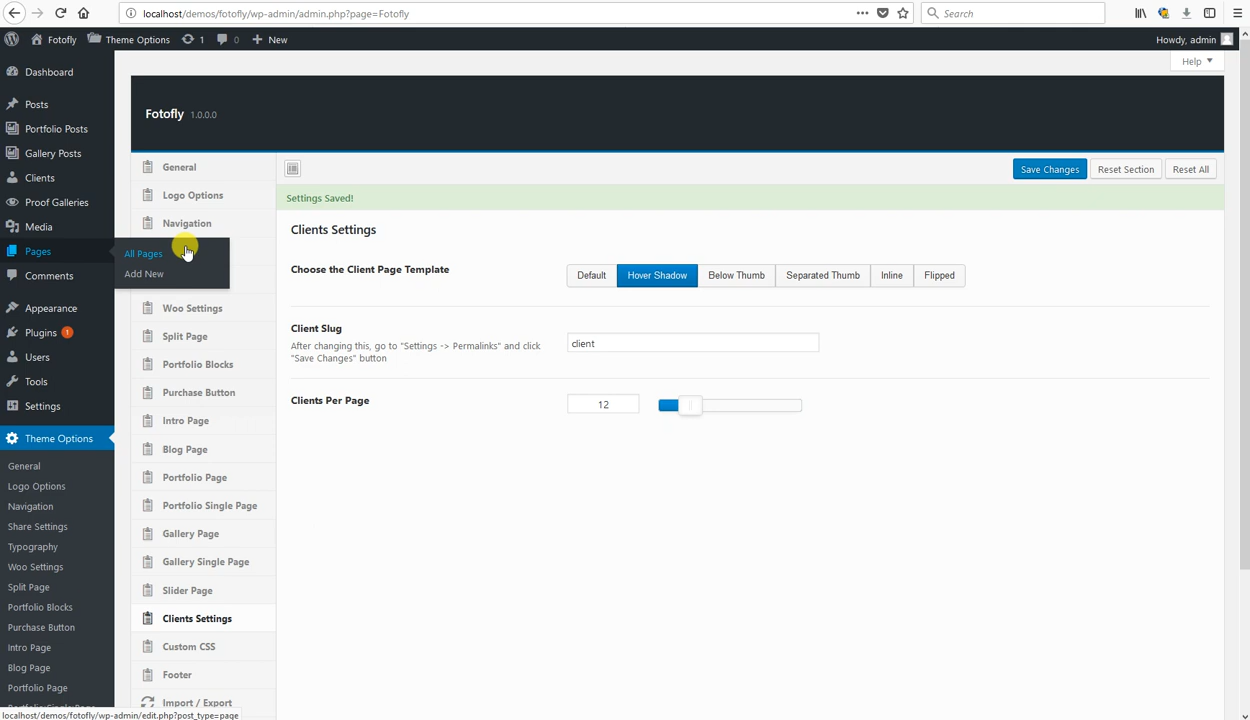 localhost/demos/fotofly/wp-admin/admin.php?page=Fotofly
Search
Fotofly
Theme Options
1
0
New
Howdy, admin
Help
Dashboard
Posts
Portfolio Posts
Gallery Posts
Clients
Proof Galleries
Media
Pages
All Pages
Add New
Comments
Appearance
Plugins 1
Users
Tools
Settings
Theme Options
General
Logo Options
Navigation
Share Settings
Typography
Woo Settings
Split Page
Portfolio Blocks
Purchase Button
Intro Page
Blog Page
Portfolio Page
Fotofly 1.0.0.0
General
Logo Options
Navigation
Woo Settings
Split Page
Portfolio Blocks
Purchase Button
Intro Page
Blog Page
Portfolio Page
Portfolio Single Page
Gallery Page
Gallery Single Page
Slider Page
Clients Settings
Custom CSS
Footer
Import / Export
Save Changes
Reset Section
Reset All
Settings Saved!
Clients Settings
Choose the Client Page Template
Default
Hover Shadow
Below Thumb
Separated Thumb
Inline
Flipped
Client Slug
After changing this, go to "Settings -> Permalinks" and click
"Save Changes" button
client
Clients Per Page
12
localhost/demos/fotofly/wp-admin/edit.php?post_type=page